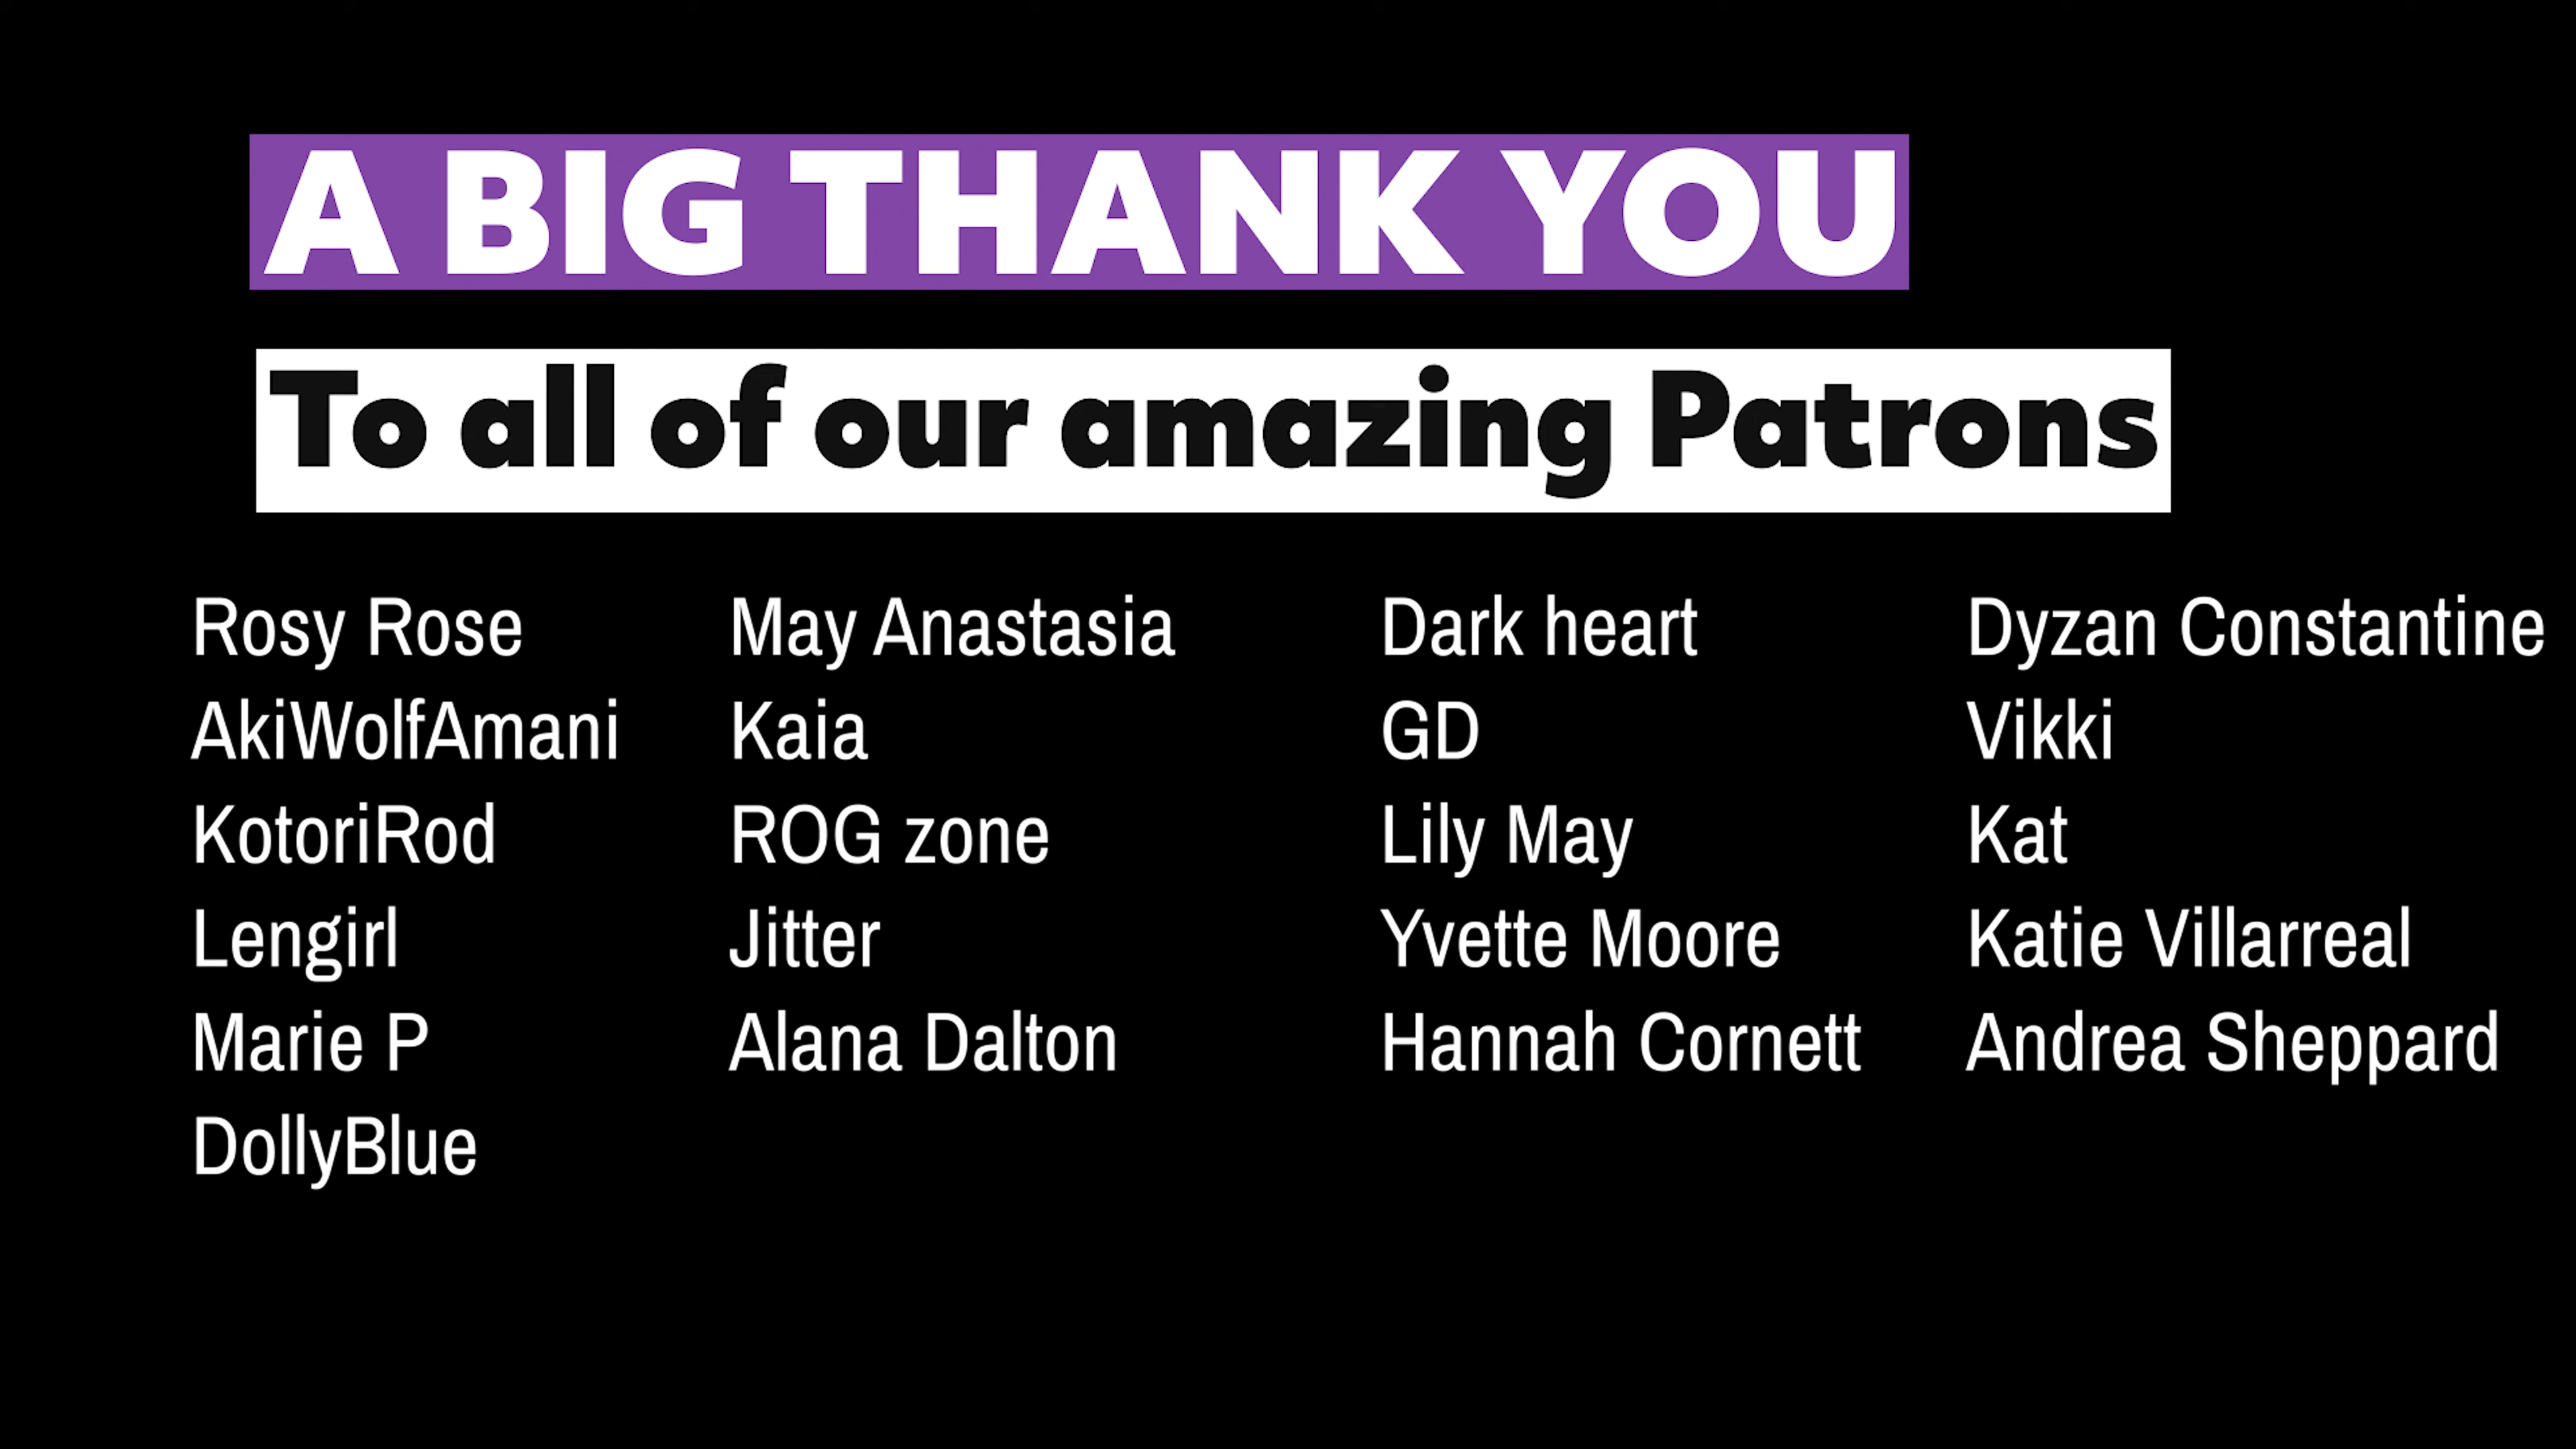 A BIG THANK YOU
To all of our amazing Patrons
Rosy Rose
AkiWolfAmani
KotoriRod
Lengirl
Marie P
DollyBlue
May Anastasia
Kaia
ROG zone
Jitter
Alana Dalton
Dark heart
GD
Lily May
Yvette Moore
Hannah Cornett
Dyzan Constantine
Vikki
Kat
Katie Villarreal
Andrea Sheppard